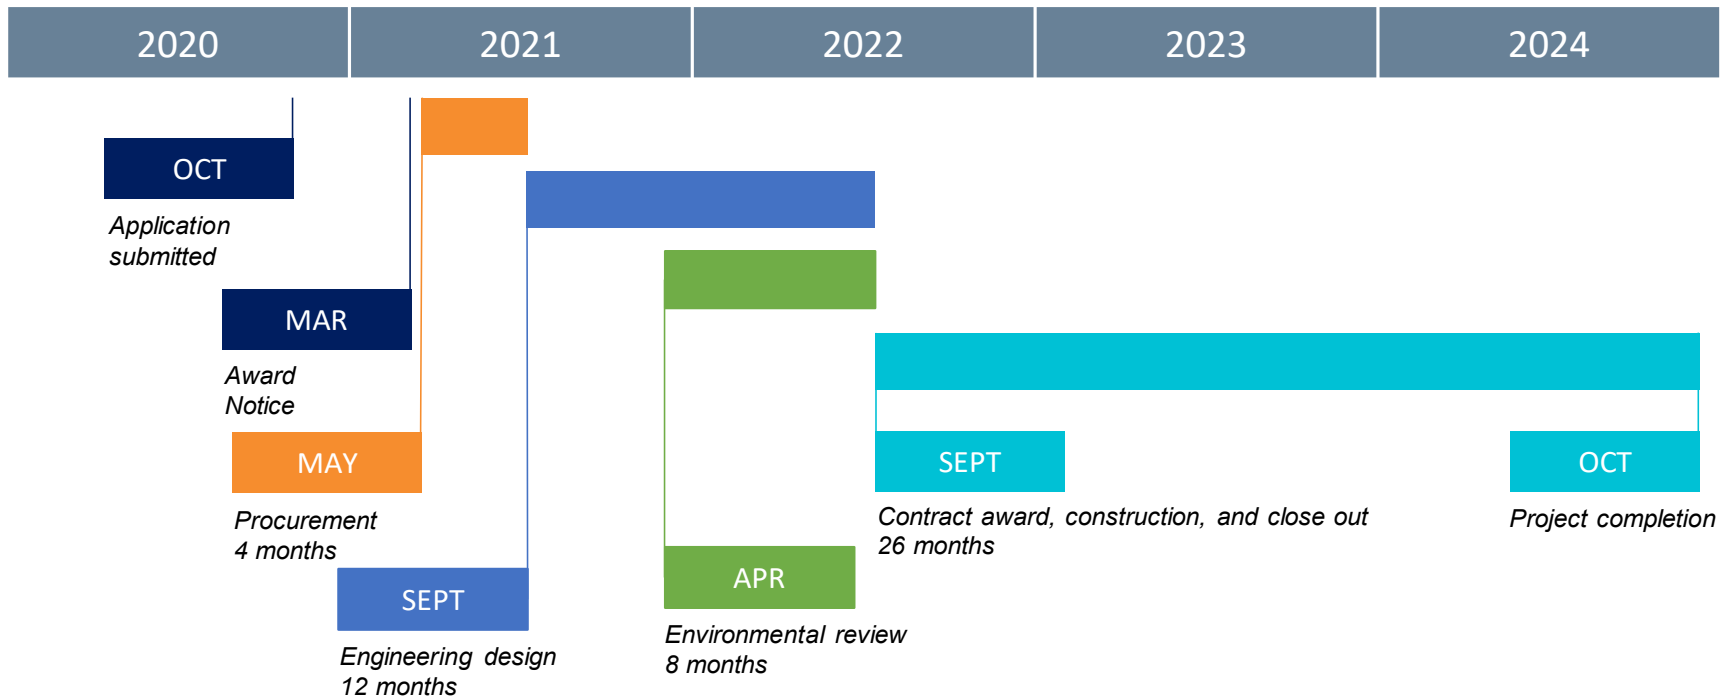 2020
2021
2022
2023
2024
OCT
Application
submitted
MAR
Award
Notice
MAY
Procurement
4 months
SEPT
Engineering design
12 months
APR
Environmental review
8 months
SEPT
Contract award, construction, and close out
26 months
OCT
Project completion